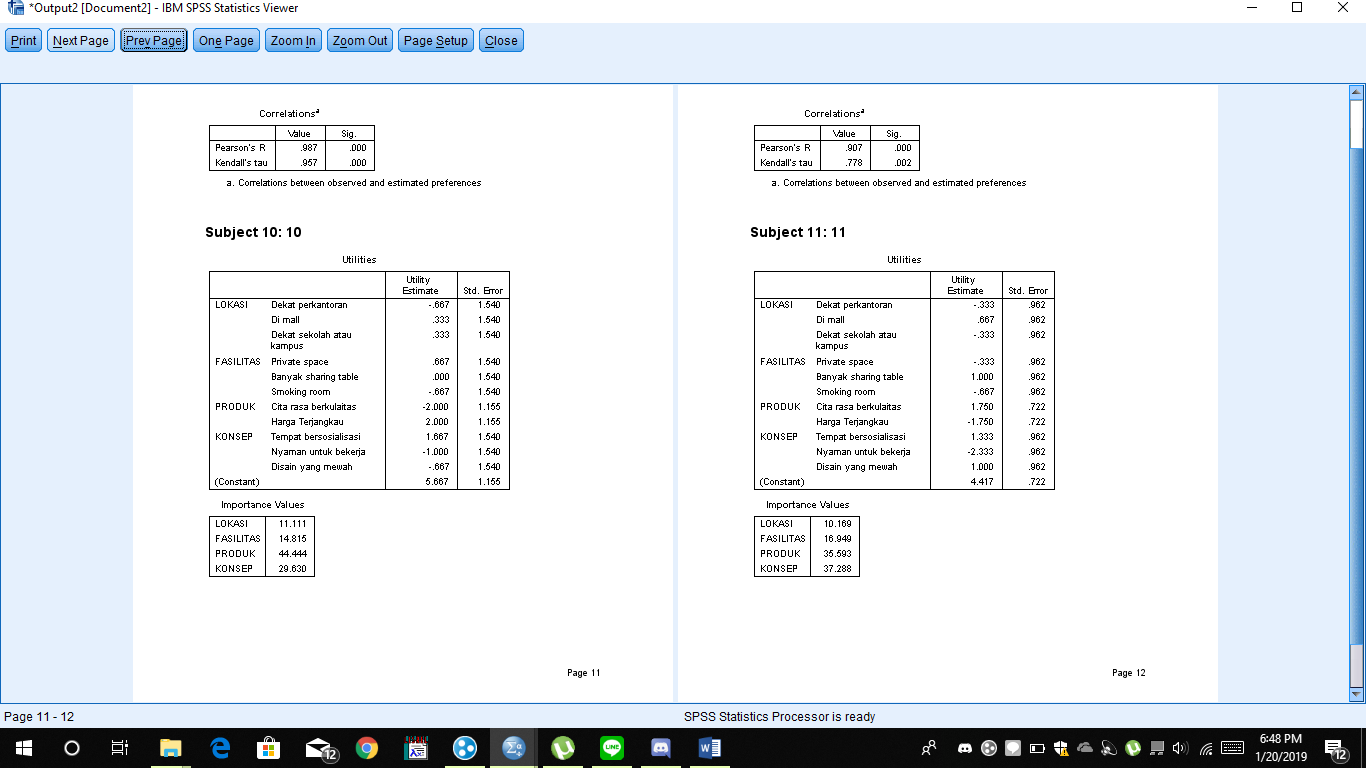 *Output2 [Document2] - IBM SPSS Statistics Viewer
Print Next Page Prev Page One Page Zoom In Zoom Out Page Setup Close
Correlationsa
Value Sig.
Pearson's R .987 .000
Kendall's tau .957 .000
a. Correlations between observed and estimated preferences
Subject 10: 10
Utilities
Utility
Estimate Std. Error
LOKASI Dekat perkantoran -.667 1.540
Di mall .333 1.540
Dekat sekolah atau
kampus .333 1.540
FASILITAS Private space .667 1.540
Banyak sharing table .000 1.540
Smoking room -.667 1.540
PRODUK Cita rasa berkulaitas -2.000 1.155
Harga Terjangkau 2.000 1.155
KONSEP Tempat bersosialisasi 1.667 1.540
Nyaman untuk bekerja -1.000 1.540
Disain yang mewah -.667 1.540
(Constant) 5.667 1.155
Importance Values
LOKASI 11.111
FASILITAS 14.815
PRODUK 44.444
KONSEP 29.630
Page 11
Correlationsa
Value Sig.
Pearson's R .907 .000
Kendall's tau .778 .002
a. Correlations between observed and estimated preferences
Subject 11: 11
Utilities
Utility
Estimate Std. Error
LOKASI Dekat perkantoran -.333 .962
Di mall .667 .962
Dekat sekolah atau
kampus -.333 .962
FASILITAS Private space -.333 .962
Banyak sharing table 1.000 .962
Smoking room -.667 .962
PRODUK Cita rasa berkulaitas 1.750 .722
Harga Terjangkau -1.750 .722
KONSEP Tempat bersosialisasi 1.333 .962
Nyaman untuk bekerja -2.333 .962
Disain yang mewah 1.000 .962
(Constant) 4.417 .722
Importance Values
LOKASI 10.169
FASILITAS 16.949
PRODUK 35.593
KONSEP 37.288
Page 12
Page 11 - 12 SPSS Statistics Processor is ready
12 LINE 6:48 PM
1/20/2019 12